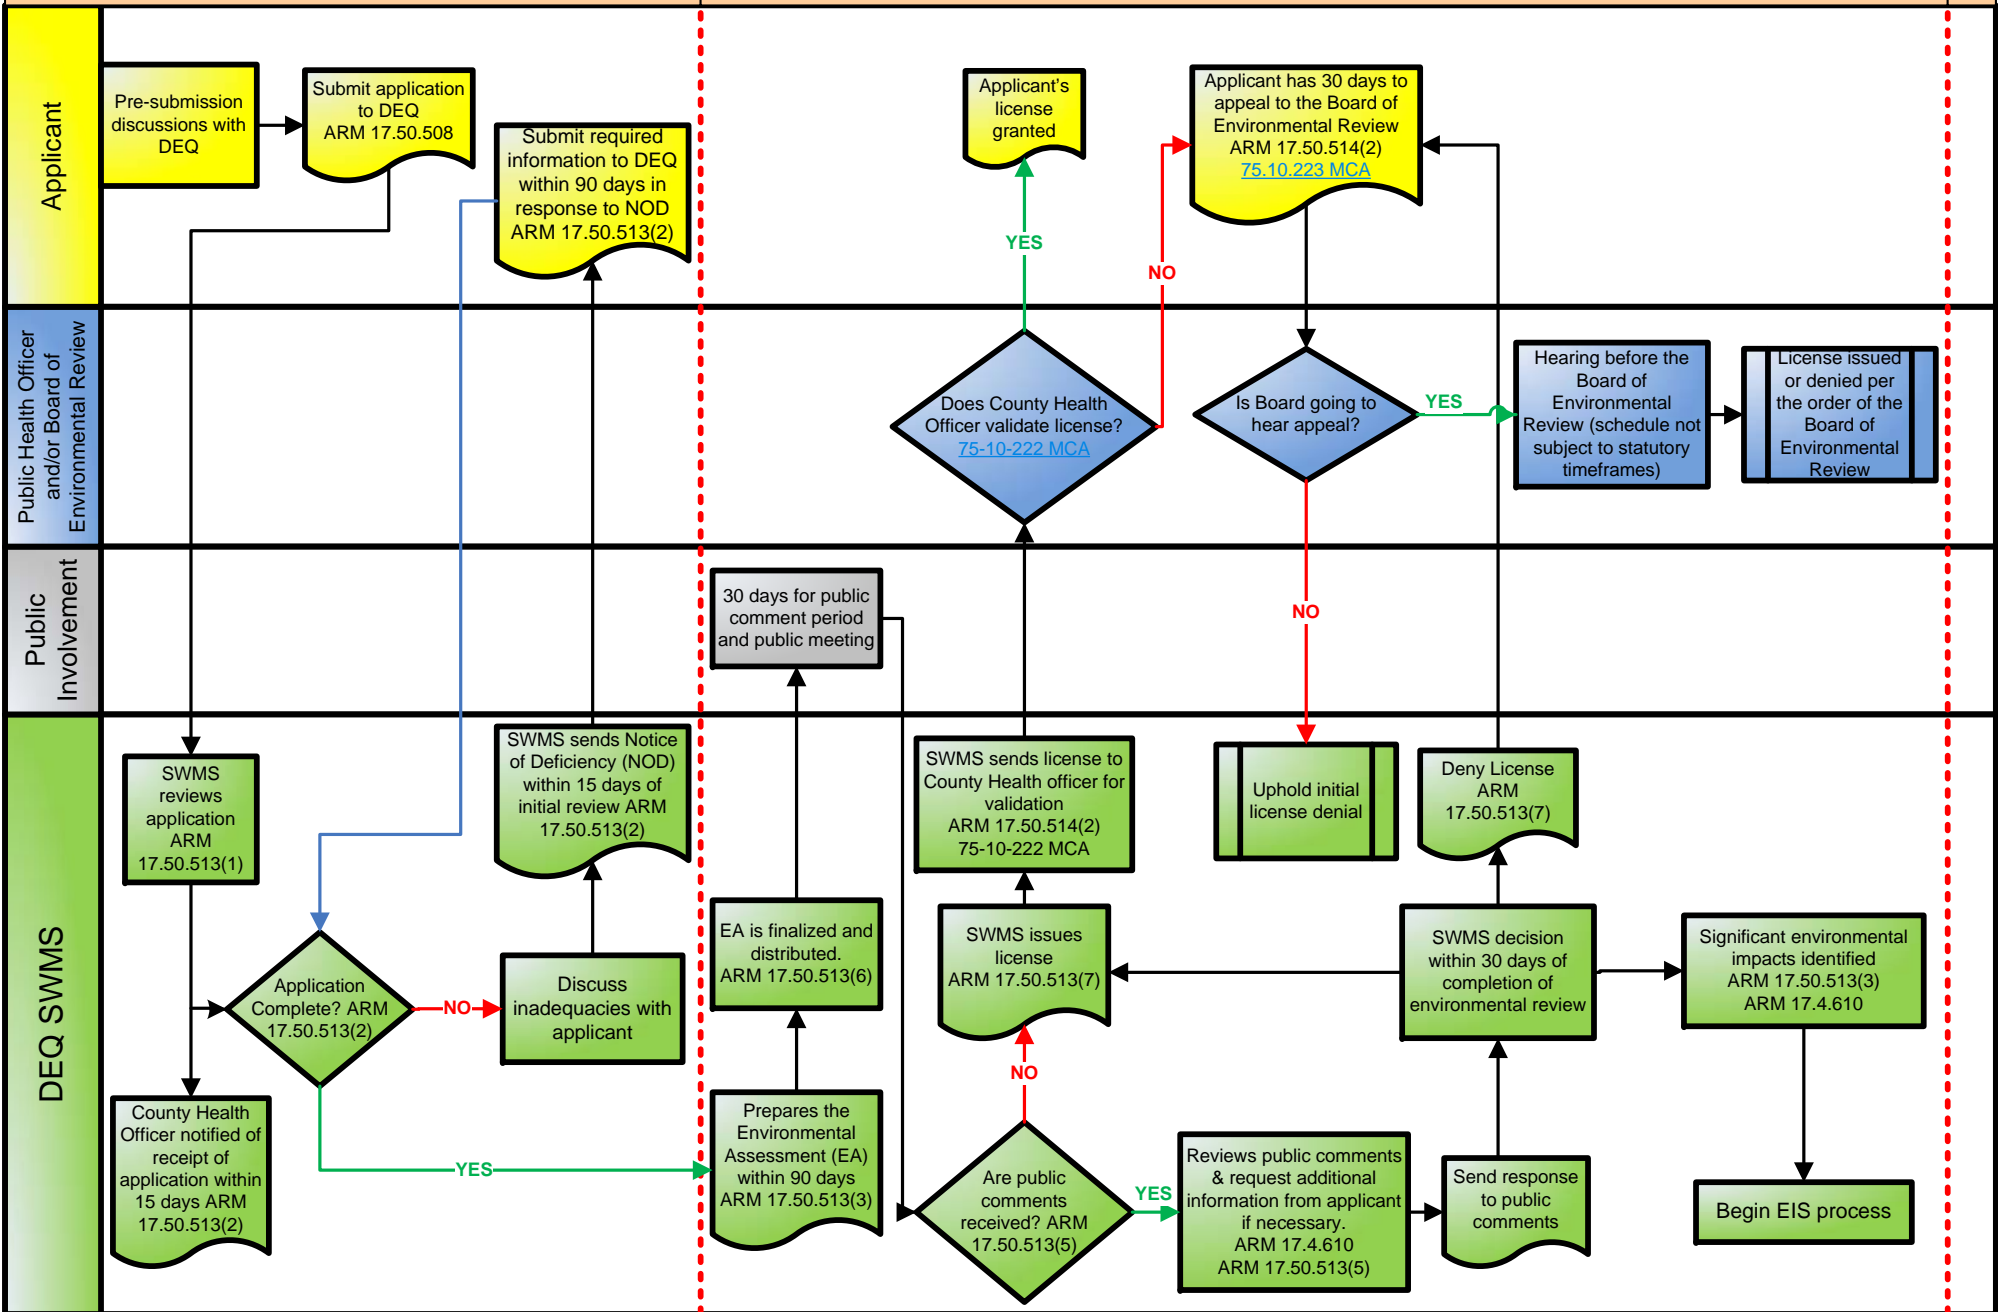 Applicant
Pre-submission
discussions with
DEQ
Submit application
to DEQ
ARM 17.50.508
Submit required
information to DEQ
within 90 days in
response to NOD
ARM 17.50.513(2)
Applicant's
license
granted
Applicant has 30 days to
appeal to the Board of
Environmental Review
ARM 17.50.514(2)
75.10.223 MCA
YES
NO
Public Health Officer
and/or Board of
Environmental Review
Does County Health
Officer validate license?
75-10-222 MCA
Is Board going to
hear appeal?
YES
Hearing before the
Board of
Environmental
Review (schedule not
subject to statutory
timeframes)
License issued
or denied per
the order of the
Board of
Environmental
Review
Public
Involvement
30 days for public
comment period
and public meeting
NO
DEQ SWMS
SWMS
reviews
application
ARM
17.50.513(1)
SWMS sends Notice
of Deficiency (NOD)
within 15 days of
initial review ARM
17.50.513(2)
SWMS sends license to
County Health officer for
validation
ARM 17.50.514(2)
75-10-222 MCA
Uphold initial
license denial
Deny License
ARM
17.50.513(7)
Application
Complete? ARM
17.50.513(2)
NO
Discuss
inadequacies with
applicant
EA is finalized and
distributed.
ARM 17.50.513(6)
SWMS issues
license
ARM 17.50.513(7)
SWMS decision
within 30 days of
completion of
environmental review
Significant environmental
impacts identified
ARM 17.50.513(3)
ARM 17.4.610
NO
County Health
Officer notified of
receipt of
application within
15 days ARM
17.50.513(2)
YES
Prepares the
Environmental
Assessment (EA)
within 90 days
ARM 17.50.513(3)
Are public
comments
received? ARM
17.50.513(5)
YES
Reviews public comments
& request additional
information from applicant
if necessary.
ARM 17.4.610
ARM 17.50.513(5)
Send response
to public
comments
Begin EIS process